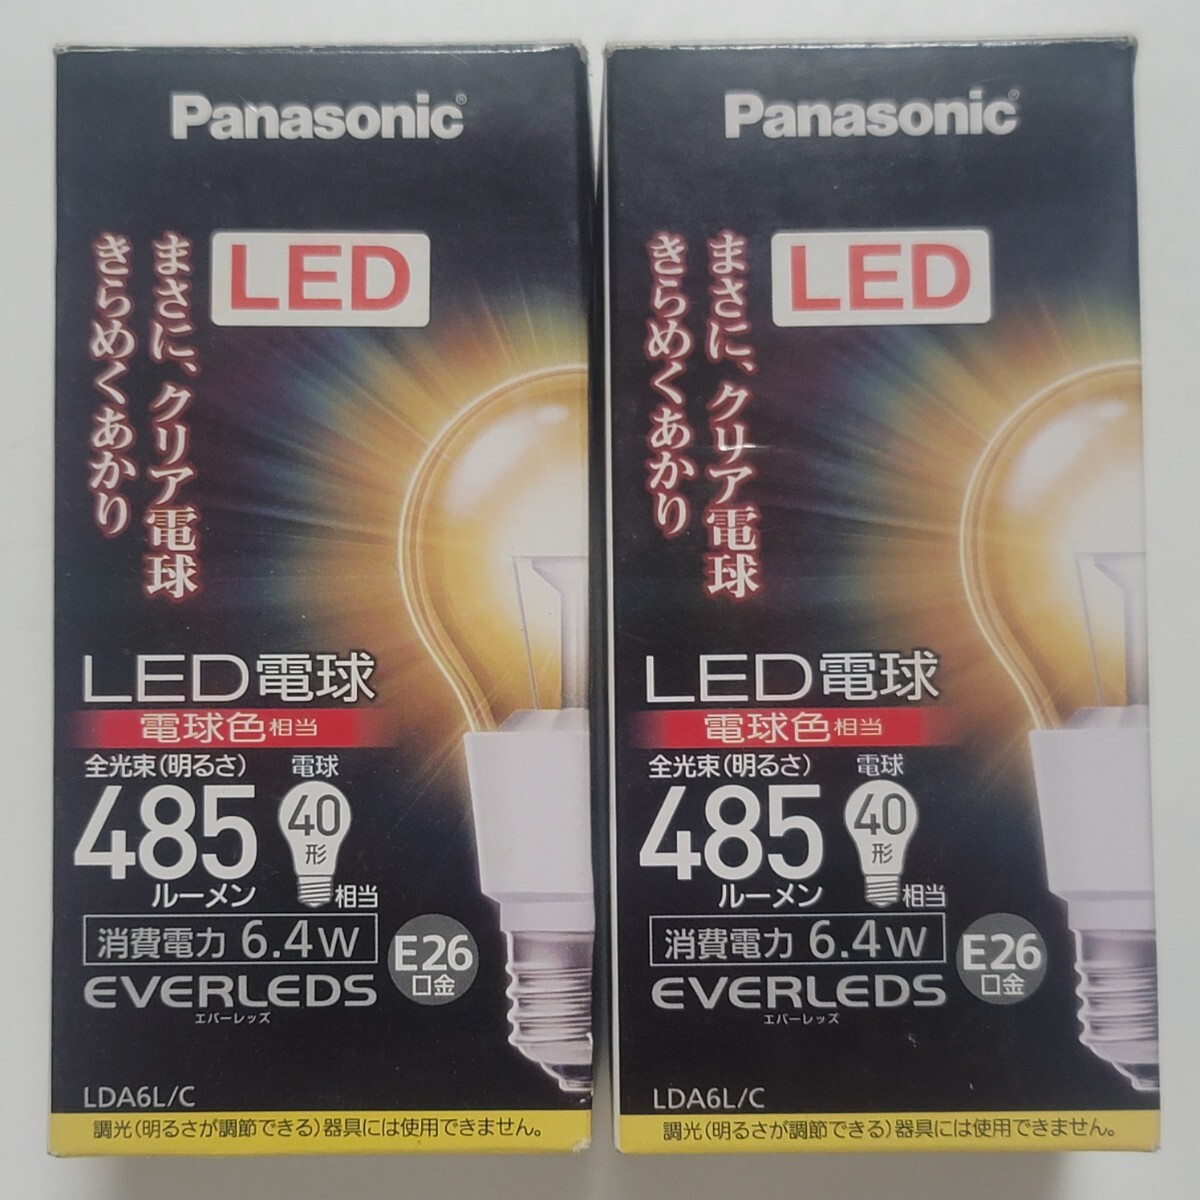 Panasonic®
LED
まさに、クリア電球
きらめくあかり
LED電球
電球色相当
全光束(明るさ)
485
ルーメン
電球
40
形
相当
消費電力 6.4W
E26
口金
EVERLEDS
エバーレッズ
LDA6L/C
調光(明るさが調節できる)器具には使用できません。
Panasonic®
LED
まさに、クリア電球
きらめくあかり
LED電球
電球色相当
全光束(明るさ)
485
ルーメン
電球
40
形
相当
消費電力 6.4W
E26
口金
EVERLEDS
エバーレッズ
LDA6L/C
調光(明るさが調節できる)器具には使用できません。